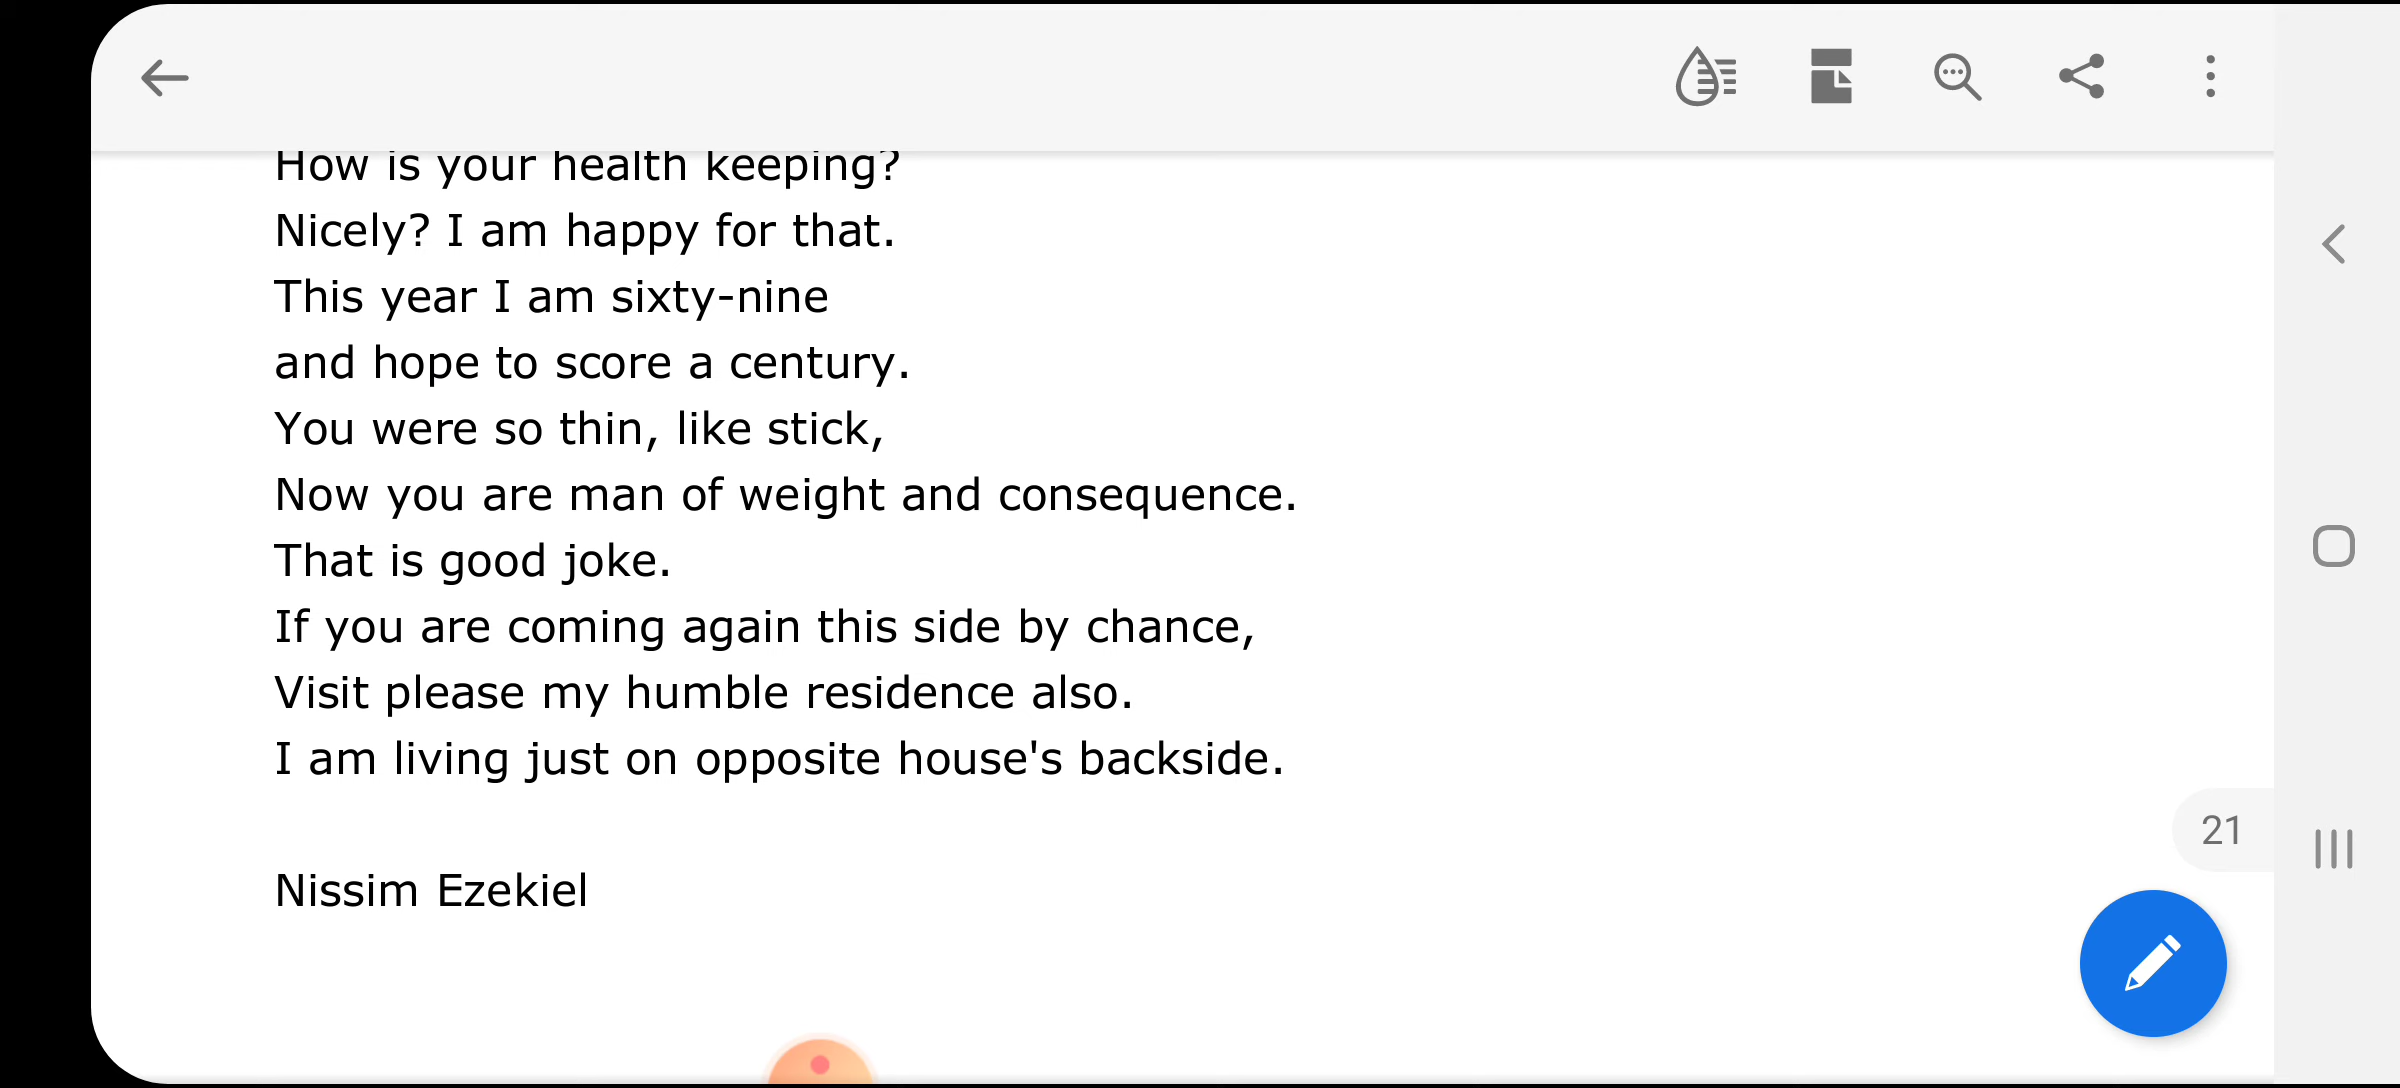 How is your health keeping?
Nicely? I am happy for that.
This year I am sixty-nine
and hope to score a century.
You were so thin, like stick,
Now you are man of weight and consequence.
That is good joke.
If you are coming again this side by chance,
Visit please my humble residence also.
I am living just on opposite house's backside.
21
Nissim Ezekiel